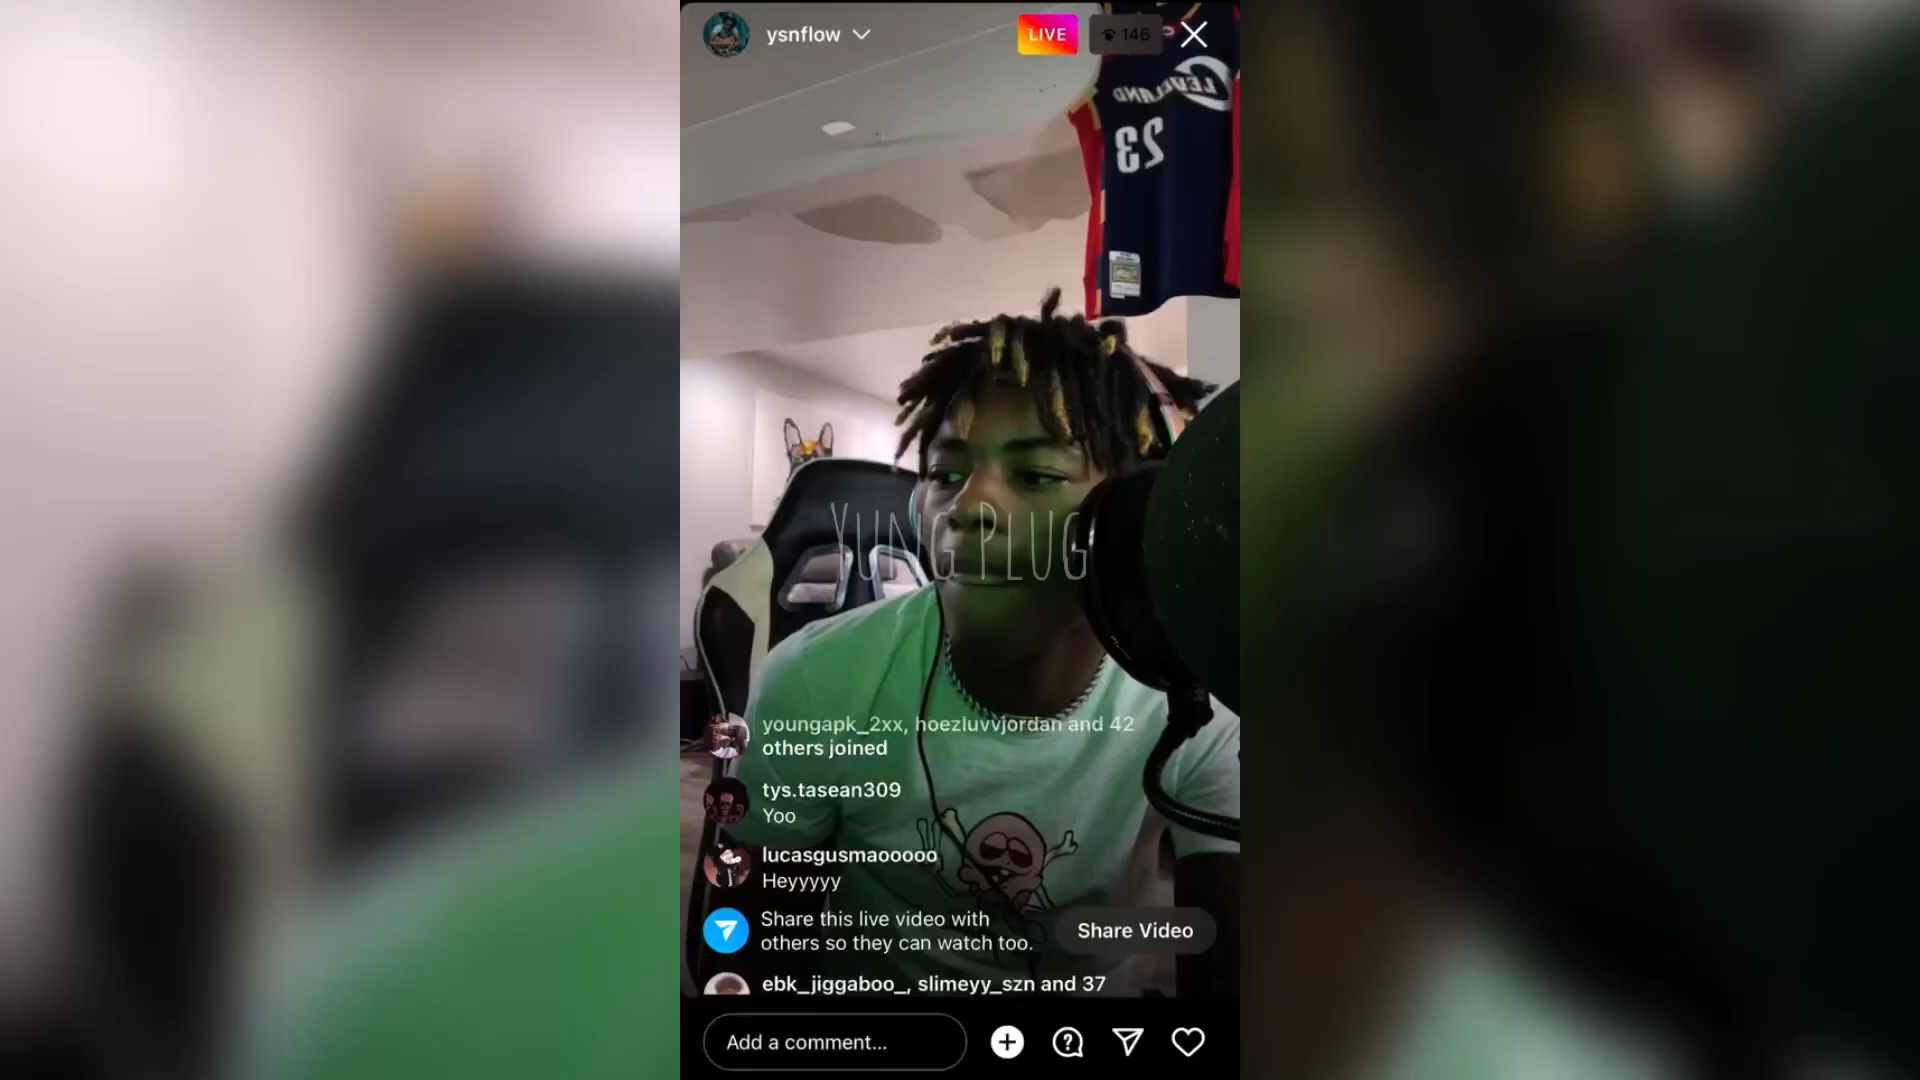 ysnflow
LIVE
146
CLEVELAND
23
YUNG PLUG
youngapk_2xx, hoezluvvjordan and 42
others joined
tys.tasean309
Yoo
lucasgusmaooooo
Heyyyyy
Share this live video with
others so they can watch too.
Share Video
ebk_jiggaboo_, slimeyy_szn and 37
Add a comment...